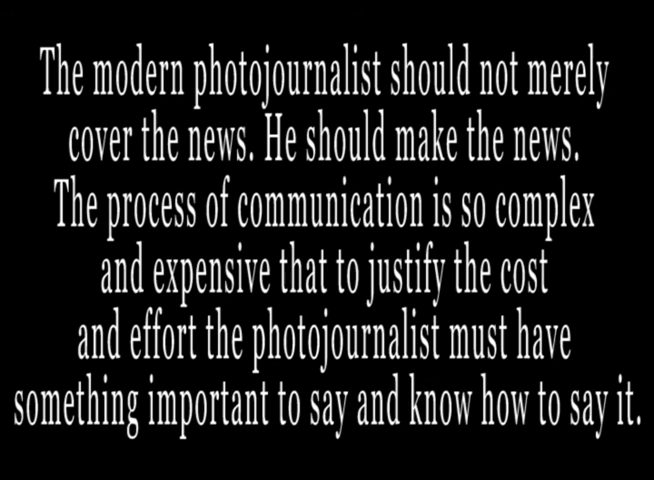 The modern photojournalist should not merely
cover the news. He should make the news.
The process of communication is so complex
and expensive that to justify the cost
and effort the photojournalist must have
something important to say and know how to say it.